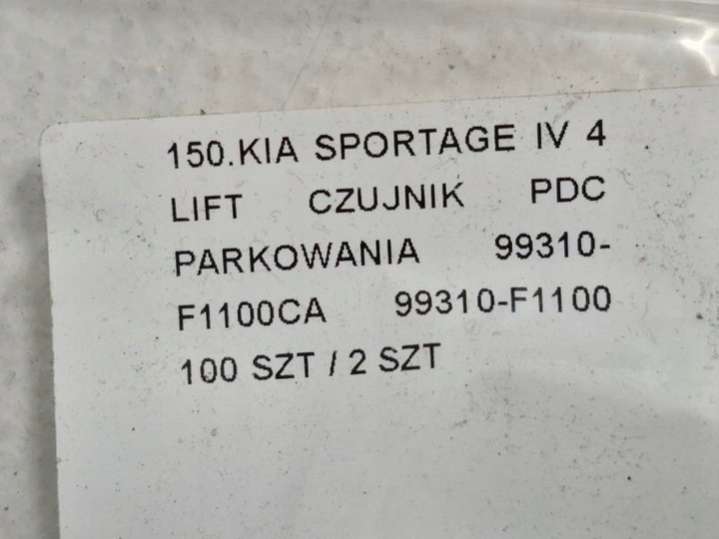 150.KIA SPORTAGE IV 4
LIFT CZUJNIK PDC
PARKOWANIA 99310-
F1100CA 99310-F1100
100 SZT / 2 SZT